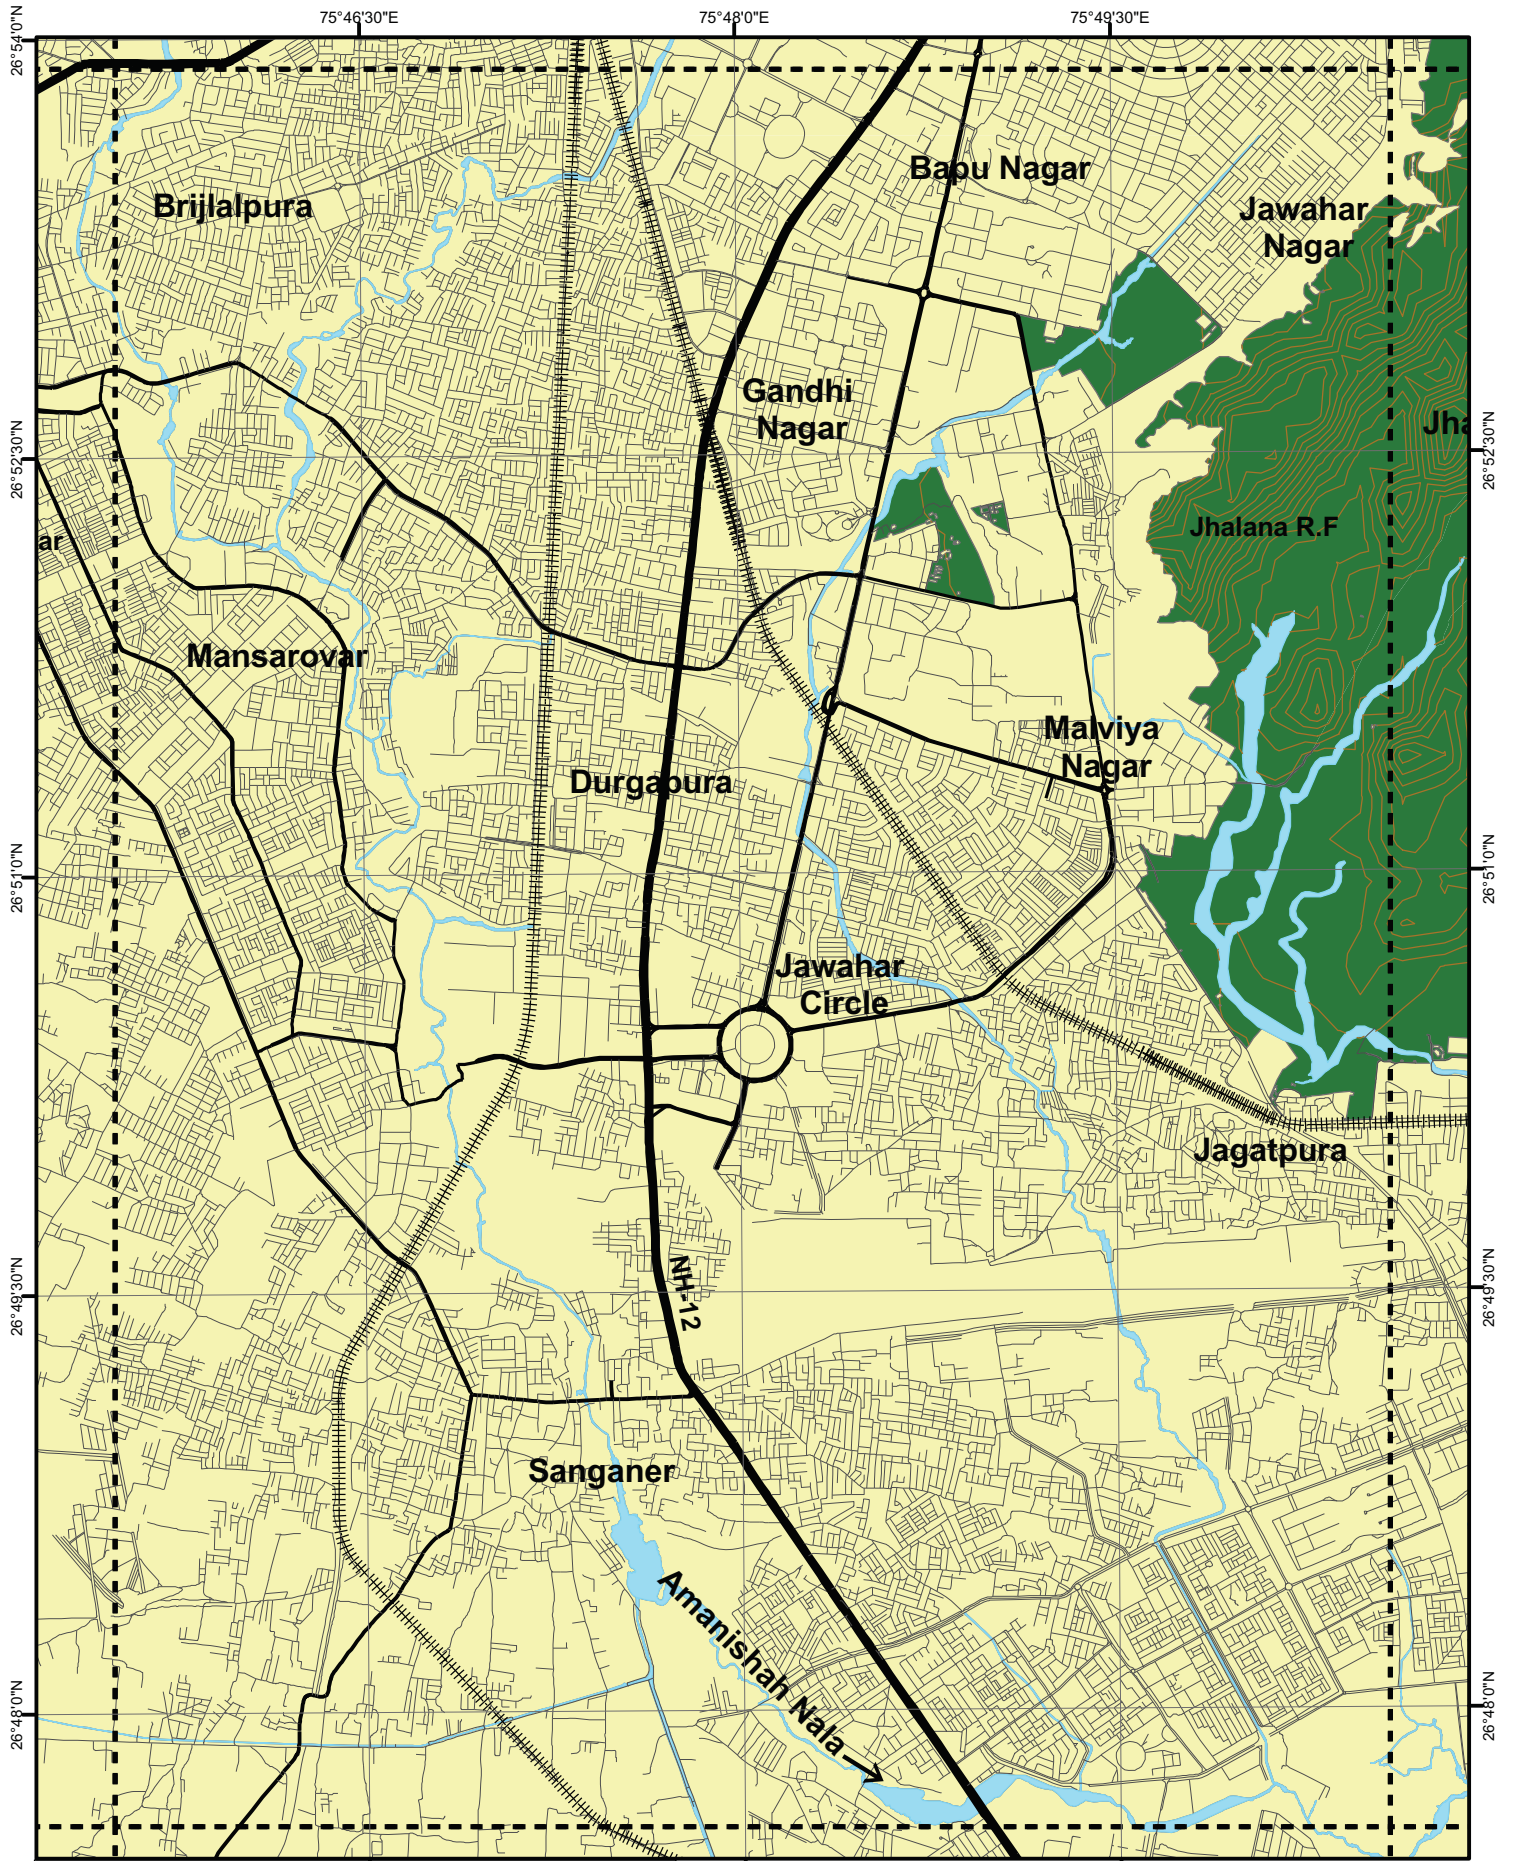 75°46'30"E
75°48'0"E
75°49'30"E
26°54'0"N
Bapu Nagar
Brijlalpura
Jawahar
Nagar
Gandhi
Nagar
Jha
26°52'30"N
26°52'30"N
Jhalana R.F
ar
Mansarovar
Malviya
Nagar
Durgapura
26°51'0"N
26°51'0"N
Jawahar
Circle
Jagatpura
NH-12
26°49'30"N
26°49'30"N
Sanganer
Amanishah Nala
26°48'0"N
26°48'0"N